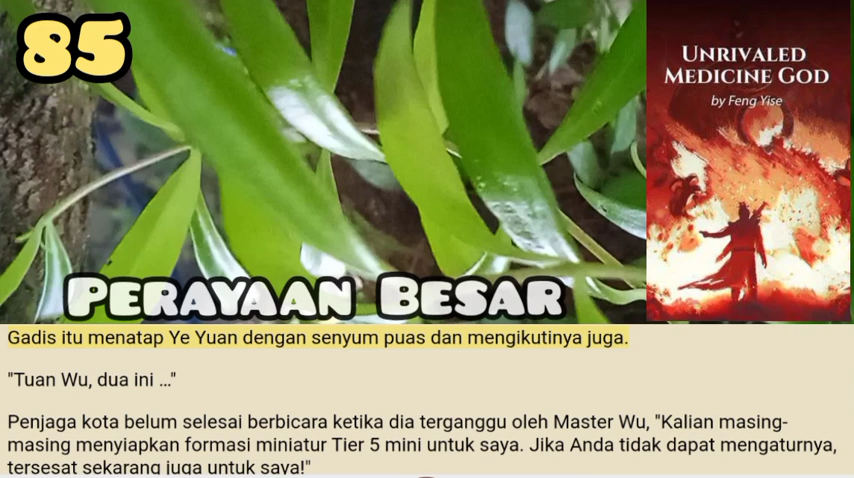 85
UNRIVALED
MEDICINE GOD
by Feng Yise
PERAYAAN BESAR
Gadis itu menatap Ye Yuan dengan senyum puas dan mengikutinya juga.
"Tuan Wu, dua ini ..."
Penjaga kota belum selesai berbicara ketika dia terganggu oleh Master Wu, "Kalian masing-
masing menyiapkan formasi miniatur Tier 5 mini untuk saya. Jika Anda tidak dapat mengaturnya,
tersesat sekarang juga untuk saya!"